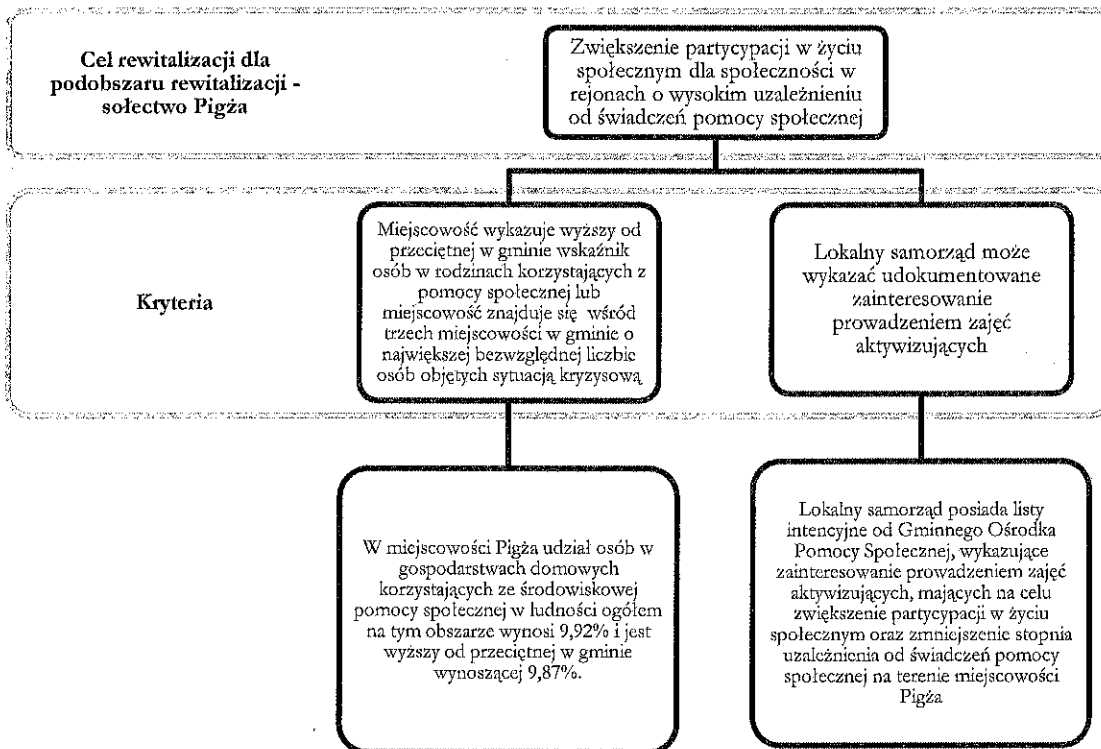 Cel rewitalizacji dla
podobszaru rewitalizacji -
sołectwo Pigża
Zwiększenie partycypacji w życiu
społecznym dla społeczności w
rejonach o wysokim uzależnieniu
od świadczeń pomocy społecznej
Kryteria
Miejscowość wykazuje wyższy od
przeciętnej w gminie wskaźnik
osób w rodzinach korzystających z
pomocy społecznej lub
miejscowość znajduje się wśród
trzech miejscowości w gminie o
największej bezwzględnej liczbie
osób objętych sytuacją kryzysową
Lokalny samorząd może
wykazać udokumentowane
zainteresowanie
prowadzeniem zajęć
aktywizujących
W miejscowości Pigża udział osób w
gospodarstwach domowych
korzystających ze środowiskowej
pomocy społecznej w ludności ogółem
na tym obszarze wynosi 9,92% i jest
wyższy od przeciętnej w gminie
wynoszącej 9,87%.
Lokalny samorząd posiada listy
intencyjne od Gminnego Ośrodka
Pomocy Społecznej, wykazujące
zainteresowanie prowadzeniem zajęć
aktywizujących, mających na celu
zwiększenie partycypacji w życiu
społecznym oraz zmniejszenie stopnia
uzależnienia od świadczeń pomocy
społecznej na terenie miejscowości
Pigża